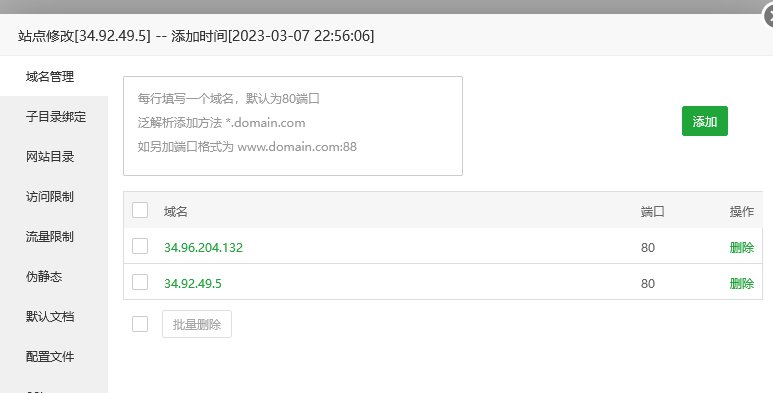 站点修改[34.92.49.5] -- 添加时间[2023-03-07 22:56:06]
域名管理
子目录绑定
网站目录
访问限制
流量限制
伪静态
默认文档
配置文件
每行填写一个域名，默认为80端口
泛解析添加方法 *.domain.com
如另加端口格式为 www.domain.com:88
添加
域名 端口 操作
34.96.204.132 80 删除
34.92.49.5 80 删除
批量删除